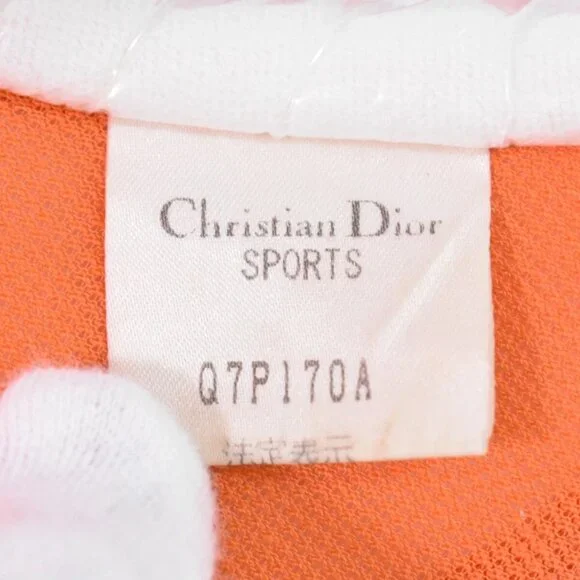 Christian Dior
SPORTS
Q7P170A
法定表示